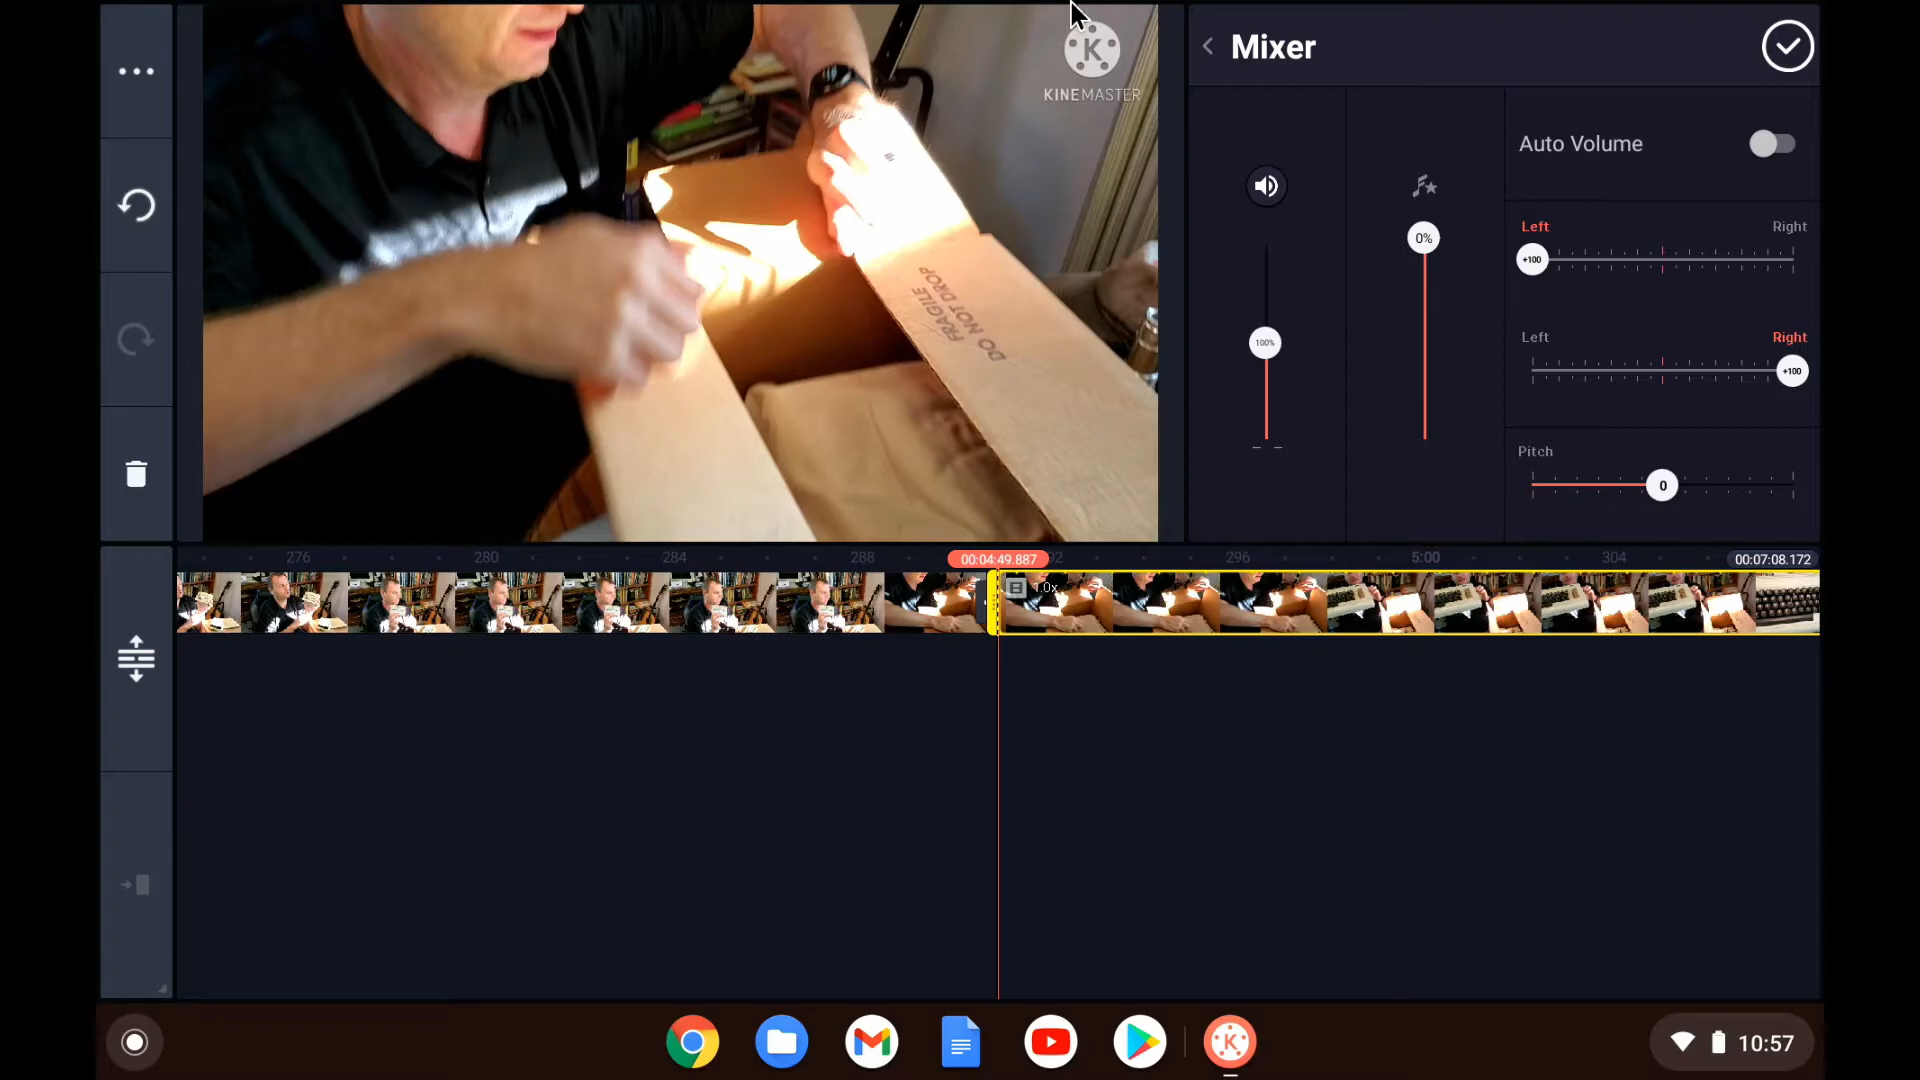 Mixer
K
KINEMASTER
Auto Volume
Left
Right
+100
0%
100%
Left
Right
+100
Pitch
0
FRAGILE
DO NOT DROP
276
280
284
288
00:04:49.887
92
296
5:00
304
00:07:08.172
1.0x
K
10:57